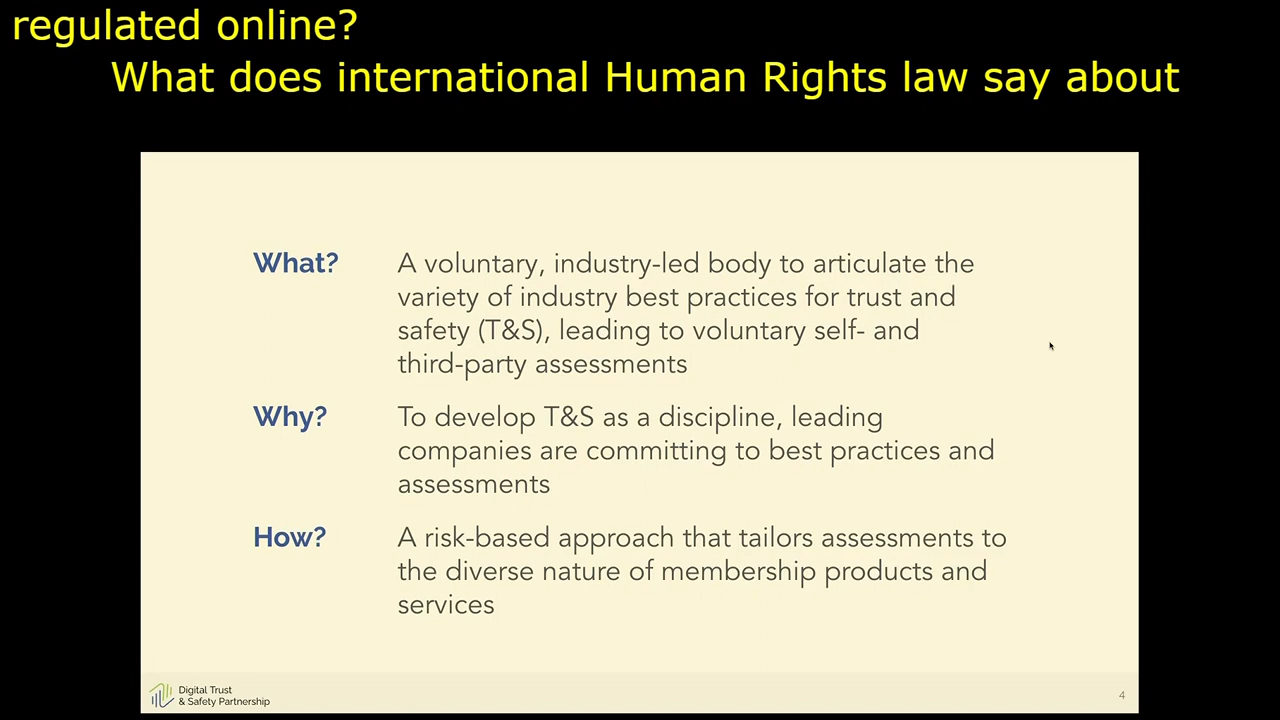 regulated online?
What does international Human Rights law say about
What?
A voluntary, industry-led body to articulate the
variety of industry best practices for trust and
safety (T&S), leading to voluntary self- and
third-party assessments
Why?
To develop T&S as a discipline, leading
companies are committing to best practices and
assessments
How?
A risk-based approach that tailors assessments to
the diverse nature of membership products and
services
Digital Trust
& Safety Partnership
4